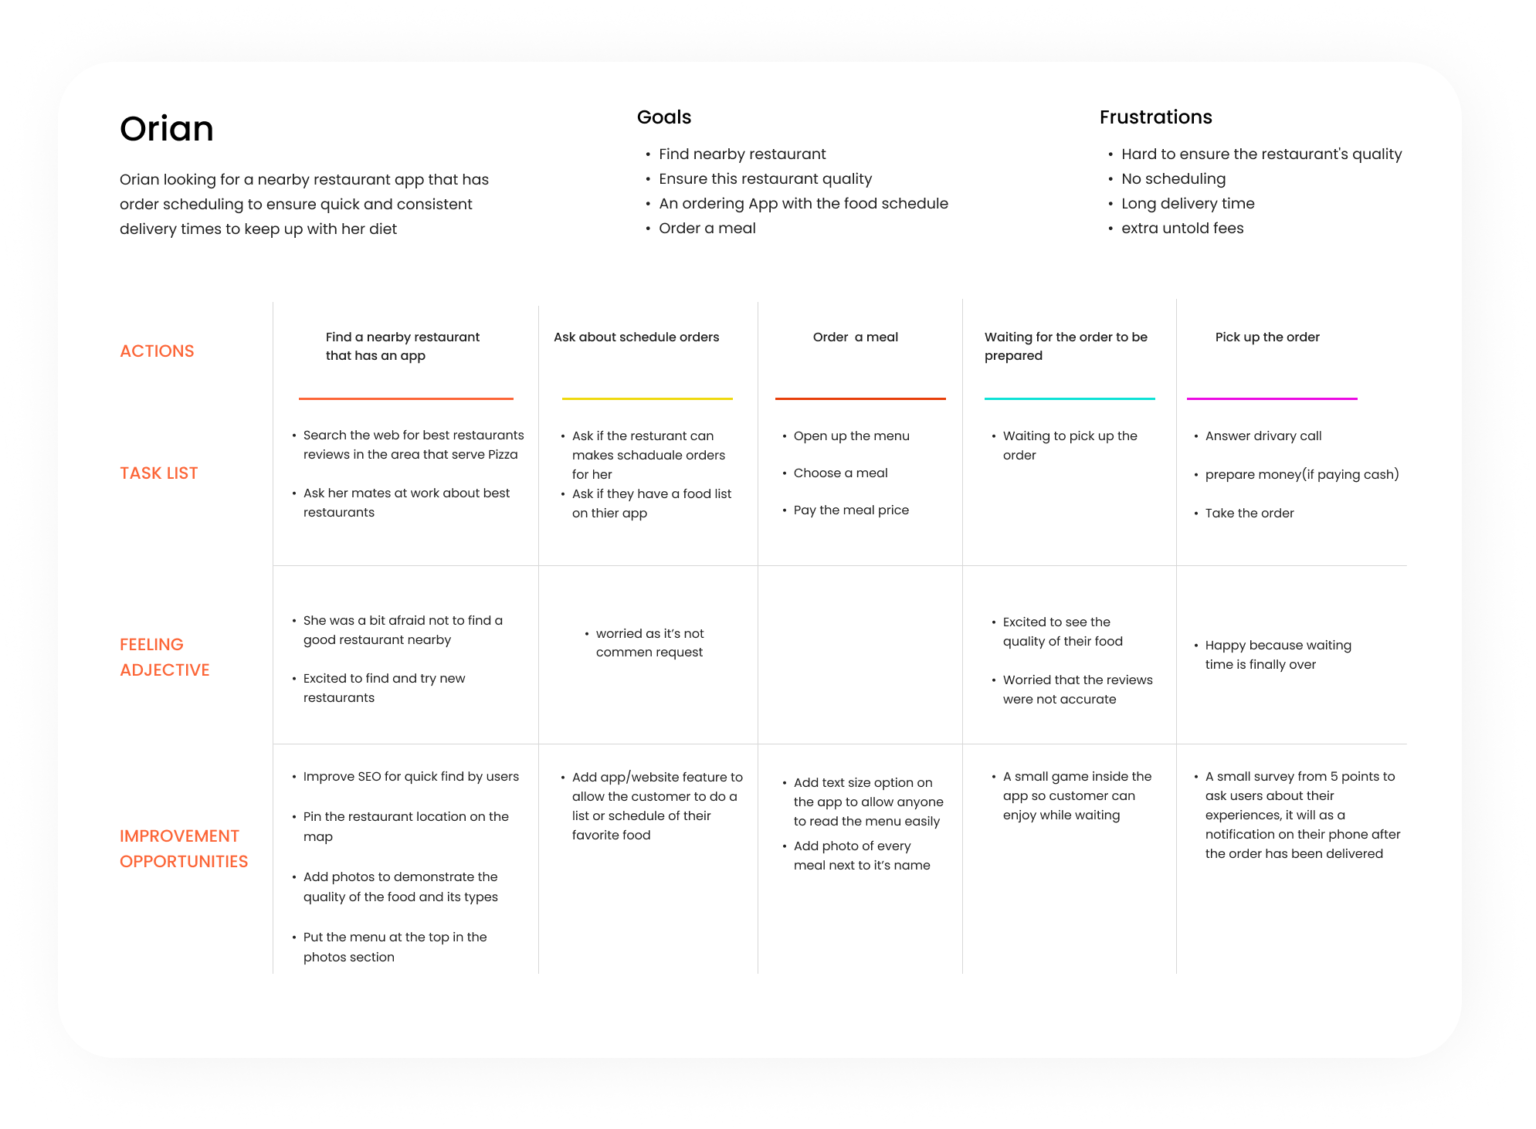 Orian
Orian looking for a nearby restaurant app that has
order scheduling to ensure quick and consistent
delivery times to keep up with her diet
Goals
• Find nearby restaurant
• Ensure this restaurant quality
• An ordering App with the food schedule
• Order a meal
Frustrations
• Hard to ensure the restaurant's quality
• No scheduling
• Long delivery time
• extra untold fees
ACTIONS
Find a nearby restaurant
that has an app
Ask about schedule orders
Order a meal
Waiting for the order to be
prepared
Pick up the order
TASK LIST
• Search the web for best restaurants
reviews in the area that serve Pizza
• Ask her mates at work about best
restaurants
• Ask if the resturant can
makes schaduale orders
for her
• Ask if they have a food list
on thier app
• Open up the menu
• Choose a meal
• Pay the meal price
• Waiting to pick up the
order
• Answer drivary call
• prepare money(if paying cash)
• Take the order
FEELING
ADJECTIVE
• She was a bit afraid not to find a
good restaurant nearby
• Excited to find and try new
restaurants
• worried as it's not
commen request
• Excited to see the
quality of their food
• Worried that the reviews
were not accurate
• Happy because waiting
time is finally over
IMPROVEMENT
OPPORTUNITIES
• Improve SEO for quick find by users
• Pin the restaurant location on the
map
• Add photos to demonstrate the
quality of the food and its types
• Put the menu at the top in the
photos section
• Add app/website feature to
allow the customer to do a
list or schedule of their
favorite food
• Add text size option on
the app to allow anyone
to read the menu easily
• Add photo of every
meal next to it's name
• A small game inside the
app so customer can
enjoy while waiting
• A small survey from 5 points to
ask users about their
experiences, it will as a
notification on their phone after
the order has been delivered